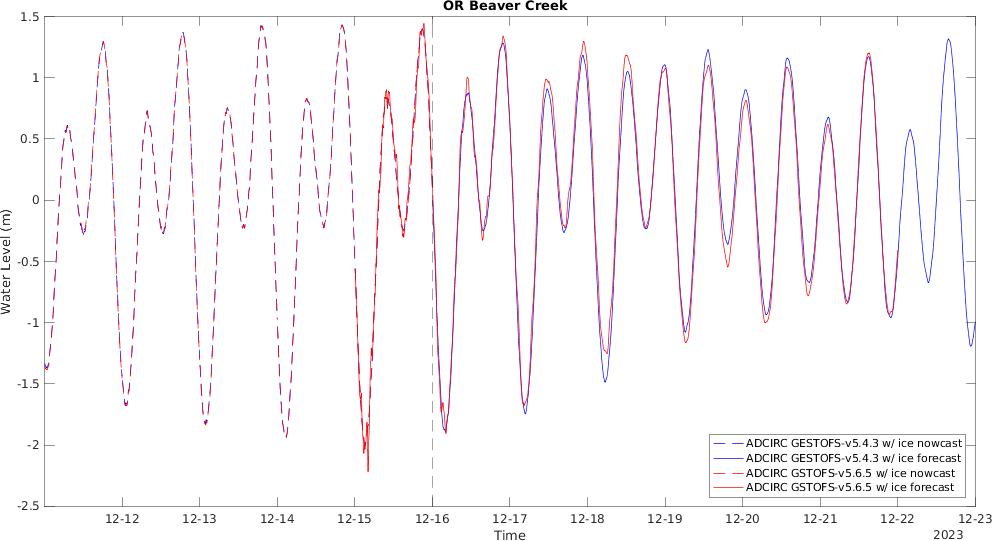 OR Beaver Creek
1.5
1
0.5
0
-0.5
-1
-1.5
-2
-2.5
Water Level (m)
12-12 12-13 12-14 12-15 12-16 12-17 12-18 12-19 12-20 12-21 12-22 12-23
Time
2023
ADCIRC GESTOFS-v5.4.3 w/ ice nowcast
ADCIRC GESTOFS-v5.4.3 w/ ice forecast
ADCIRC GSTOFS-v5.6.5 w/ ice nowcast
ADCIRC GSTOFS-v5.6.5 w/ ice forecast